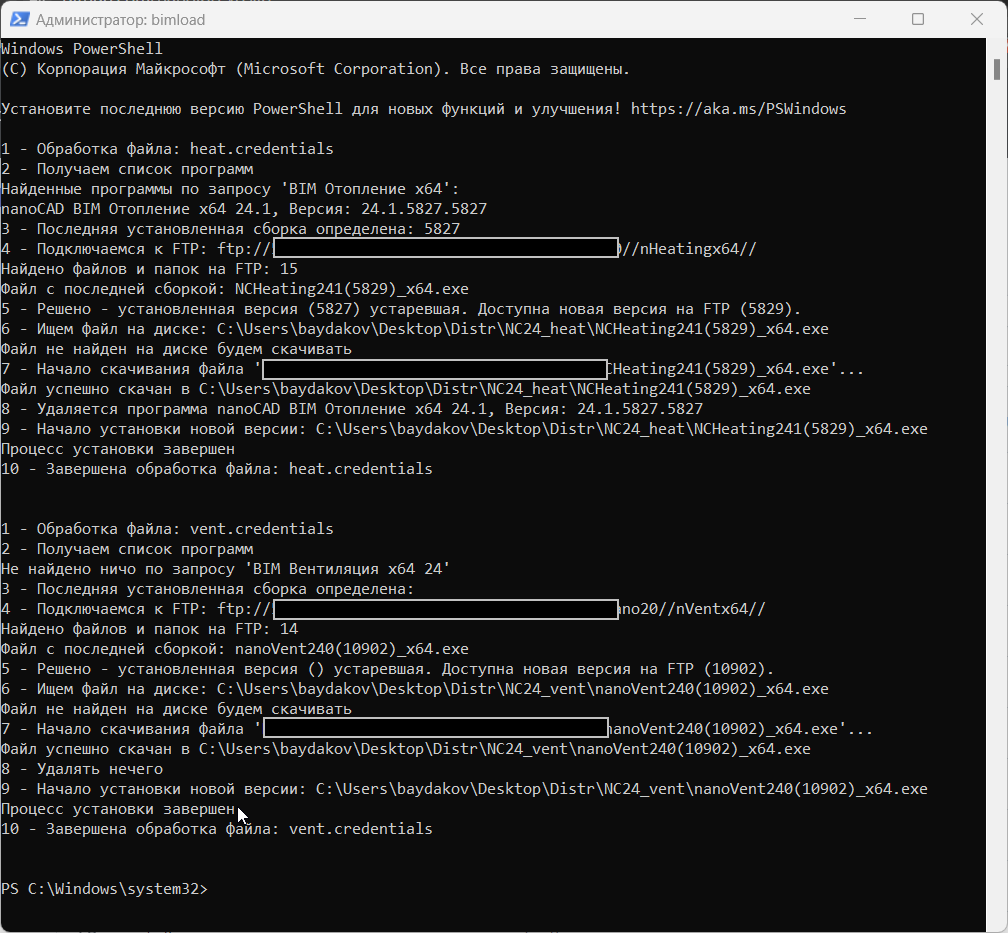 Администратор: bimload
Windows PowerShell
(C) Корпорация Майкрософт (Microsoft Corporation). Все права защищены.
Установите последнюю версию PowerShell для новых функций и улучшения! https://aka.ms/PSWindows
1 - Обработка файла: heat.credentials
2 - Получаем список программ
Найденные программы по запросу 'BIM Отопление x64':
nanoCAD BIM Отопление x64 24.1, Версия: 24.1.5827.5827
3 - Последняя установленная сборка определена: 5827
4 - Подключаемся к FTP: ftp:// //nHeatingx64//
Найдено файлов и папок на FTP: 15
Файл с последней сборкой: NCHeating241(5829)_x64.exe
5 - Решено - установленная версия (5827) устаревшая. Доступна новая версия на FTP (5829).
6 - Ищем файл на диске: C:\Users\baydakov\Desktop\Distr\NC24_heat\NCHeating241(5829)_x64.exe
Файл не найден на диске будем скачивать
7 - Начало скачивания файла ' CHeating241(5829)_x64.exe'...
Файл успешно скачан в C:\Users\baydakov\Desktop\Distr\NC24_heat\NCHeating241(5829)_x64.exe
8 - Удаляется программа nanoCAD BIM Отопление x64 24.1, Версия: 24.1.5827.5827
9 - Начало установки новой версии: C:\Users\baydakov\Desktop\Distr\NC24_heat\NCHeating241(5829)_x64.exe
Процесс установки завершен
10 - Завершена обработка файла: heat.credentials
1 - Обработка файла: vent.credentials
2 - Получаем список программ
Не найдено ничо по запросу 'BIM Вентиляция x64 24'
3 - Последняя установленная сборка определена:
4 - Подключаемся к FTP: ftp:// no20//nVentx64//
Найдено файлов и папок на FTP: 14
Файл с последней сборкой: nanoVent240(10902)_x64.exe
5 - Решено - установленная версия () устаревшая. Доступна новая версия на FTP (10902).
6 - Ищем файл на диске: C:\Users\baydakov\Desktop\Distr\NC24_vent\nanoVent240(10902)_x64.exe
Файл не найден на диске будем скачивать
7 - Начало скачивания файла ' nanoVent240(10902)_x64.exe'...
Файл успешно скачан в C:\Users\baydakov\Desktop\Distr\NC24_vent\nanoVent240(10902)_x64.exe
8 - Удалять нечего
9 - Начало установки новой версии: C:\Users\baydakov\Desktop\Distr\NC24_vent\nanoVent240(10902)_x64.exe
Процесс установки завершен
10 - Завершена обработка файла: vent.credentials
PS C:\Windows\system32>